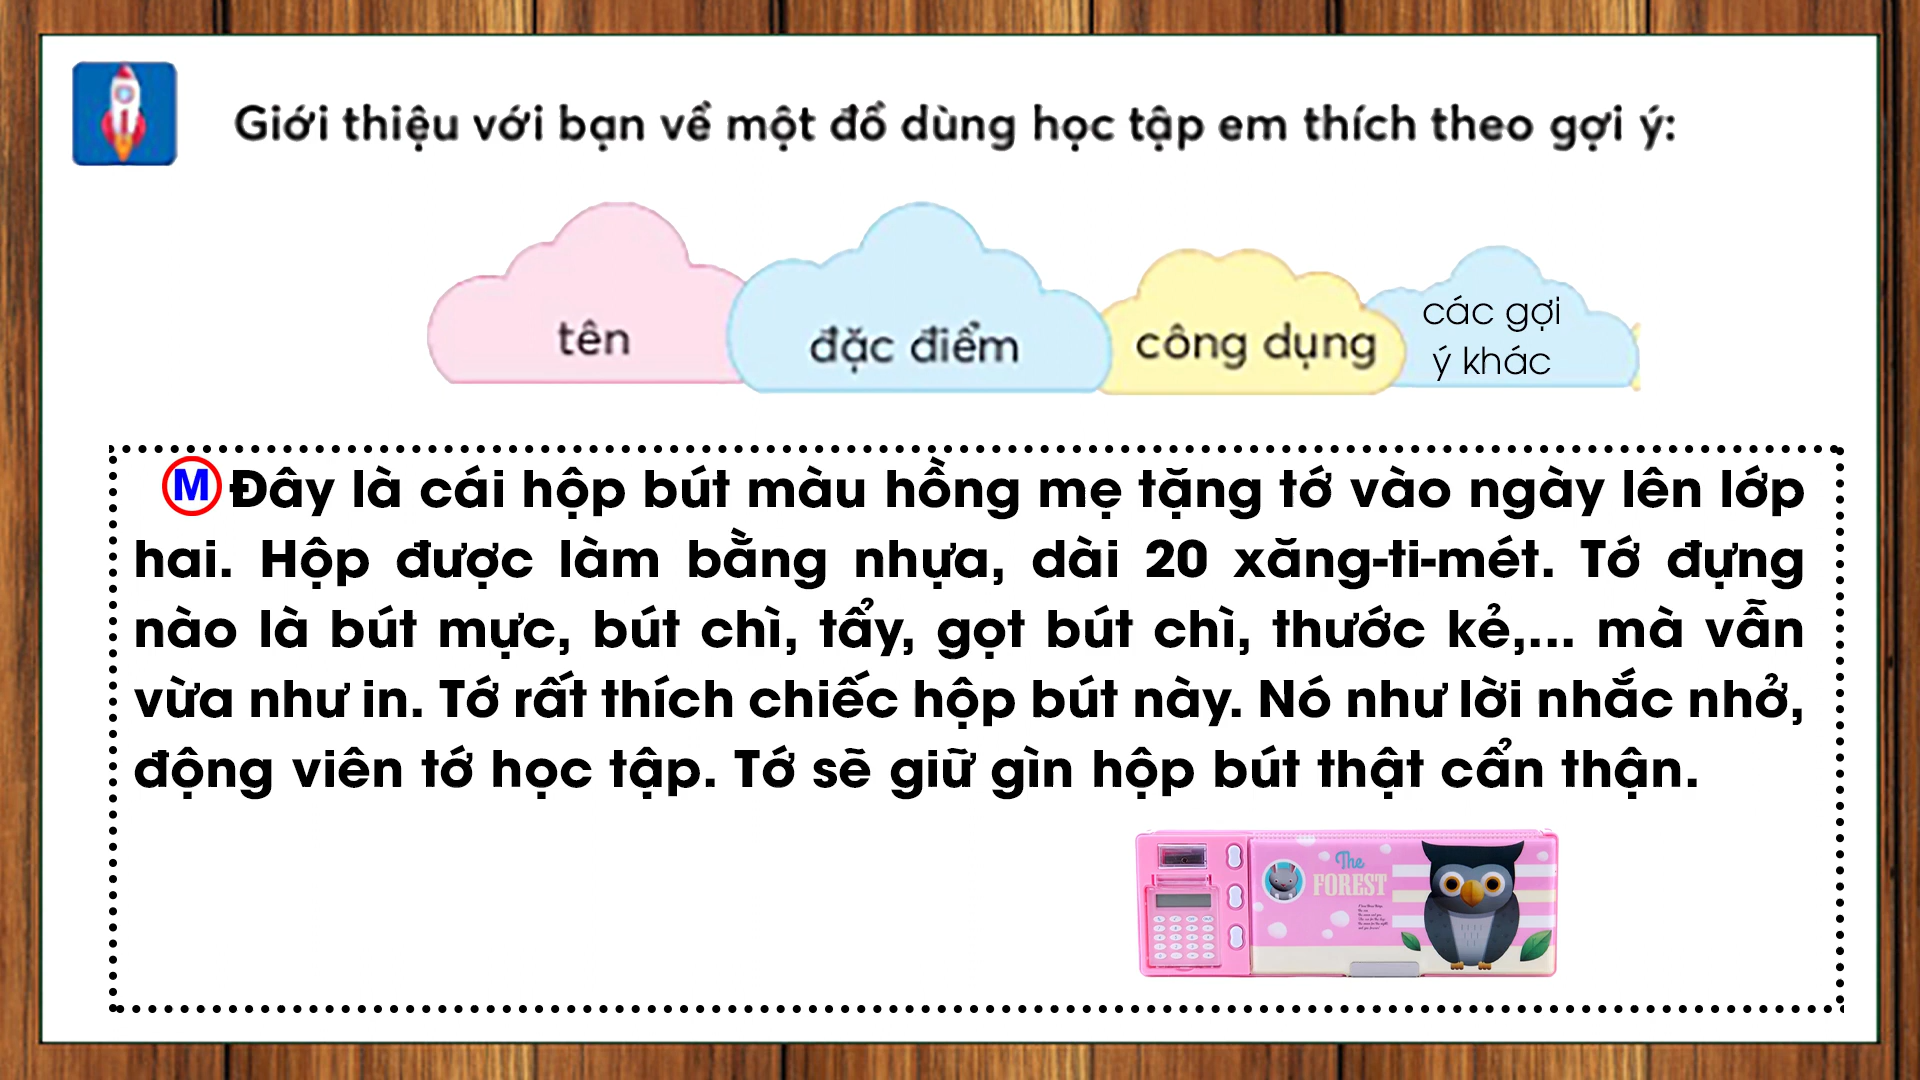 Giới thiệu với bạn về một đồ dùng học tập em thích theo gợi ý:
tên
đặc điểm
công dụng
các gợi
ý khác
M Đây là cái hộp bút màu hồng mẹ tặng tớ vào ngày lên lớp
hai. Hộp được làm bằng nhựa, dài 20 xăng-ti-mét. Tớ đựng
nào là bút mực, bút chì, tẩy, gọt bút chì, thước kẻ,... mà vẫn
vừa như in. Tớ rất thích chiếc hộp bút này. Nó như lời nhắc nhở,
động viên tớ học tập. Tớ sẽ giữ gìn hộp bút thật cẩn thận.
The
FOREST